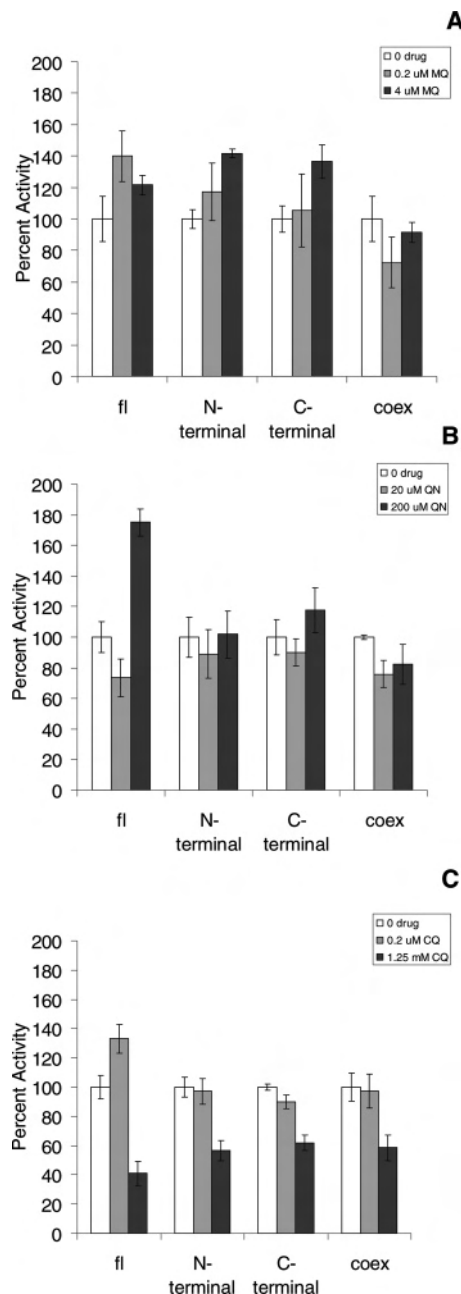 A
0 drug
0.2 uM MQ
4 uM MQ
200
180
160
140
120
100
80
60
40
20
0
Percent Activity
fl
N-
terminal
C-
terminal
coex
B
0 drug
20 uM QN
200 uM QN
200
180
160
140
120
100
80
60
40
20
0
Percent Activity
fl
N-
terminal
C-
terminal
coex
C
0 drug
0.2 uM CQ
1.25 mM CQ
200
180
160
140
120
100
80
60
40
20
0
Percent Activity
fl
N-
terminal
C-
terminal
coex